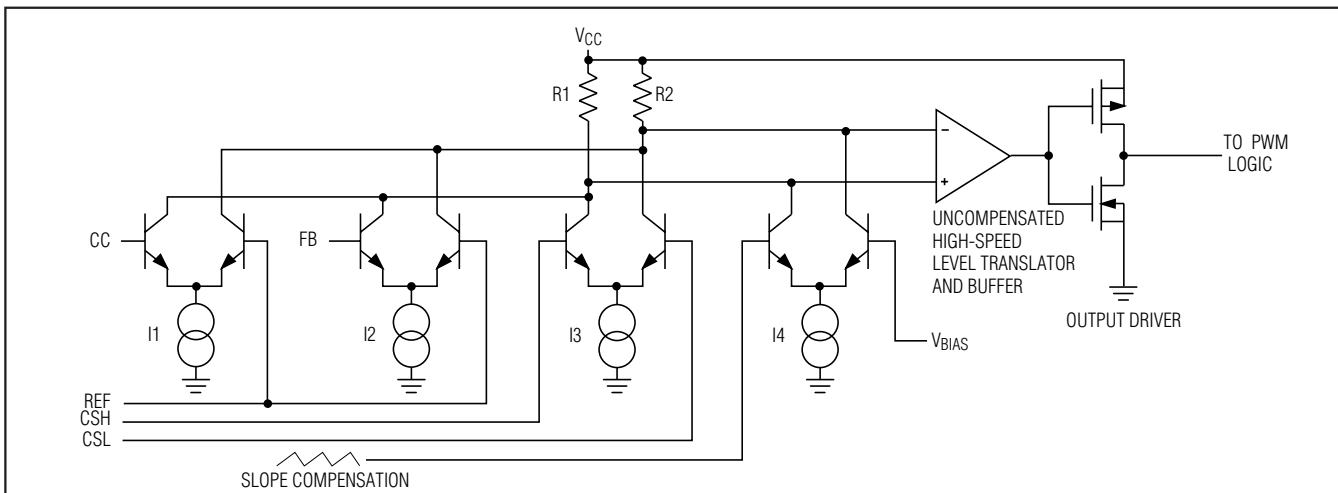 VCC
R1
R2
TO PWM
LOGIC
CC
FB
UNCOMPENSATED
HIGH-SPEED
LEVEL TRANSLATOR
AND BUFFER
I1
I2
I3
I4
VBIAS
OUTPUT DRIVER
REF
CSH
CSL
SLOPE COMPENSATION
−
+